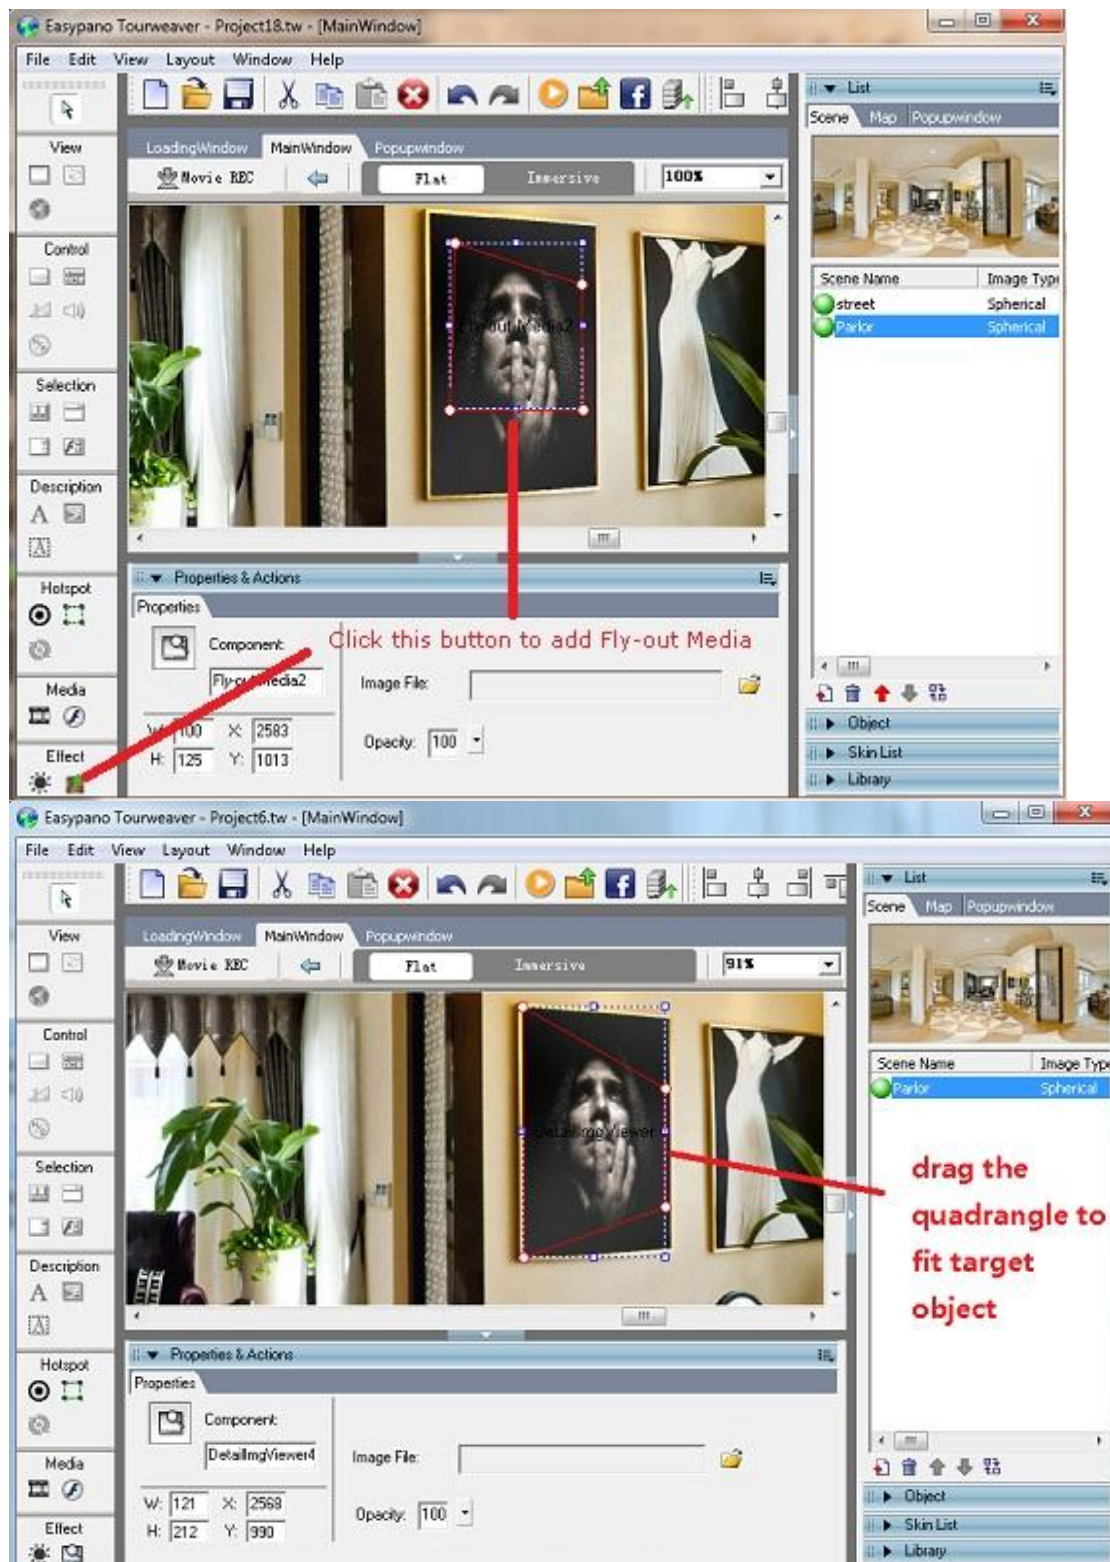 Easypano Tourweaver - Project18.tw - [MainWindow]
File Edit View Layout Window Help
List
Scene Map Popupwindow
View
LoadingWindow MainWindow Popupwindow
Movie REC Flat Immersive 100%
Control
Scene Name Image Type
street Spherical
Parlor Spherical
Fly-out Media2
Selection
Description
A
Hotspot
Properties & Actions
Properties
Click this button to add Fly-out Media
Component:
Fly-out Media2
Image File:
Media
W: 100 X: 2583
Opacity: 100
H: 125 Y: 1013
Effect
Object
Skin List
Library
Easypano Tourweaver - Project6.tw - [MainWindow]
File Edit View Layout Window Help
List
Scene Map Popupwindow
View
LoadingWindow MainWindow Popupwindow
Movie REC Flat Immersive 91%
Control
Scene Name Image Type
Parlor Spherical
DetailImgViewer
Selection
drag the
quadrangle to
fit target
object
Description
A
Hotspot
Properties & Actions
Properties
Component:
DetailImgViewer4
Image File:
Media
W: 121 X: 2568
Opacity: 100
H: 212 Y: 990
Effect
Object
Skin List
Library